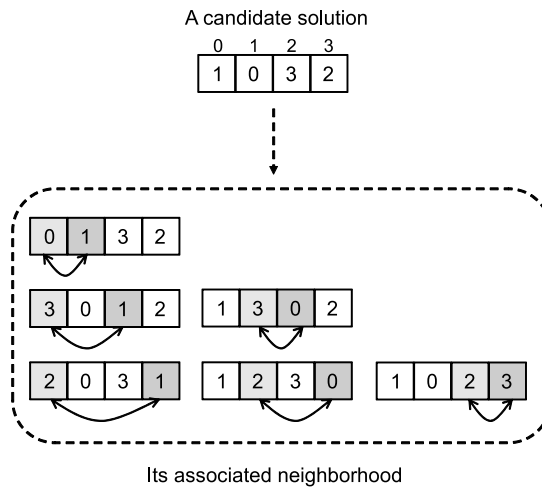 A candidate solution
0 1 2 3
1 0 3 2
0 1 3 2
3 0 1 2 1 3 0 2
2 0 3 1 1 2 3 0 1 0 2 3
Its associated neighborhood